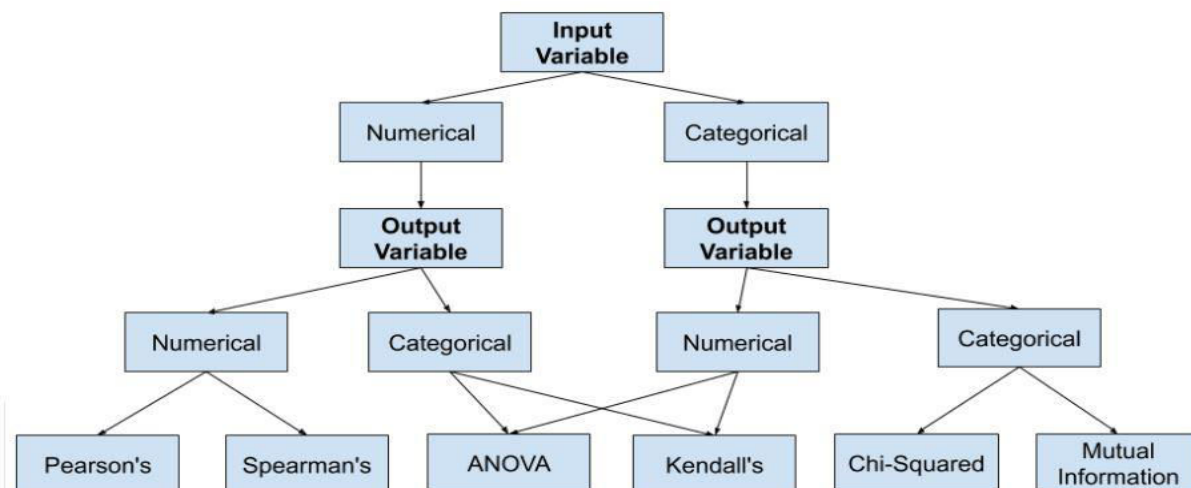 Input
Variable
Numerical
Categorical
Output
Variable
Output
Variable
Numerical
Categorical
Numerical
Categorical
Pearson's
Spearman's
ANOVA
Kendall's
Chi-Squared
Mutual
Information